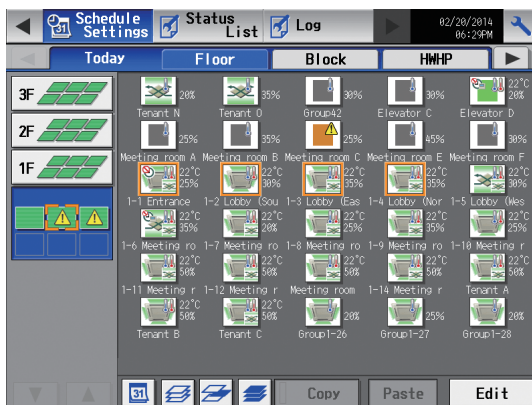 Schedule Settings
Status List
Log
02/20/2014
06:29PM
Today
Floor
Block
HWHP
3F
2F
1F
20%
35%
30%
30%
22°C
20%
Tenant N
Tenant O
Group42
Elevator C
Elevator D
25%
35%
25%
45%
30%
Meeting room A
Meeting room B
Meeting room C
Meeting room E
Meeting room F
22°C
25%
22°C
30%
22°C
35%
22°C
35%
22°C
30%
1-1 Entrance
1-2 Lobby (Sou
1-3 Lobby (Eas
1-4 Lobby (Nor
1-5 Lobby (Wes
22°C
35%
22°C
20%
22°C
25%
22°C
35%
22°C
25%
1-6 Meeting ro
1-7 Meeting ro
1-8 Meeting ro
1-9 Meeting ro
1-10 Meeting r
22°C
50%
22°C
50%
22°C
50%
22°C
50%
22°C
50%
1-11 Meeting r
1-12 Meeting r
Meeting room
1-14 Meeting r
Tenant A
22°C
50%
22°C
50%
20%
25%
20%
Tenant B
Tenant C
Group1-26
Group1-27
Group1-28
31
Copy
Paste
Edit